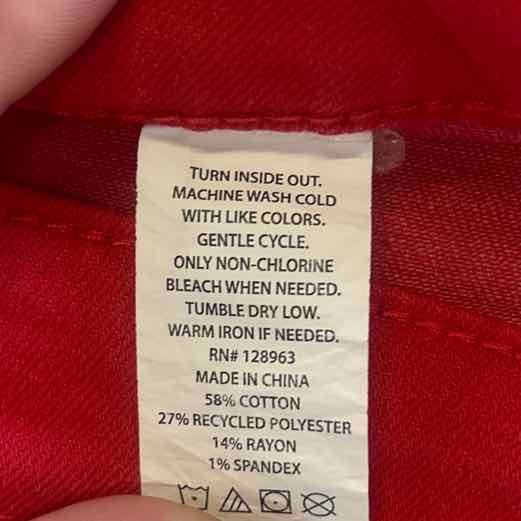 TURN INSIDE OUT.
MACHINE WASH COLD
WITH LIKE COLORS.
GENTLE CYCLE.
ONLY NON-CHLORINE
BLEACH WHEN NEEDED.
TUMBLE DRY LOW.
WARM IRON IF NEEDED.
RN# 128963
MADE IN CHINA
58% COTTON
27% RECYCLED POLYESTER
14% RAYON
1% SPANDEX